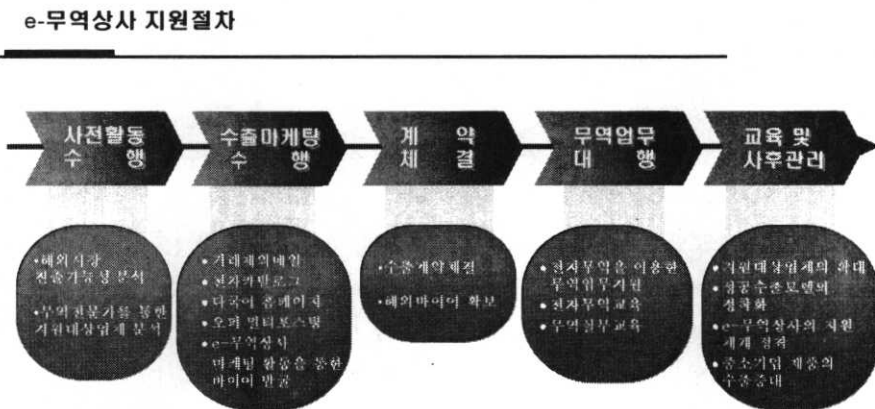 e-무역상사 지원절차
사전활동
수 행
수출마케팅
수 행
계 약
체 결
무역업무
대 행
교육 및
사후관리
•해외시장
진출가능성 분석
•무역전문가를 통한
지원대상업체 분석
• 거래제의메일
• 전자카탈로그
• 다국어 홈페이지
• 오퍼 멀티포스팅
• e-무역상사
마케팅 활동을 통한
바이어 발굴
•수출계약체결
•해외바이어 확보
• 전자무역을 이용한
무역업무지원
• 전자무역교육
• 무역실무교육
•지원대상업체의 확대
•성공수출모델의
정착화
•e-무역상사의 지원
체계 정착
•중소기업 제품의
수출증대